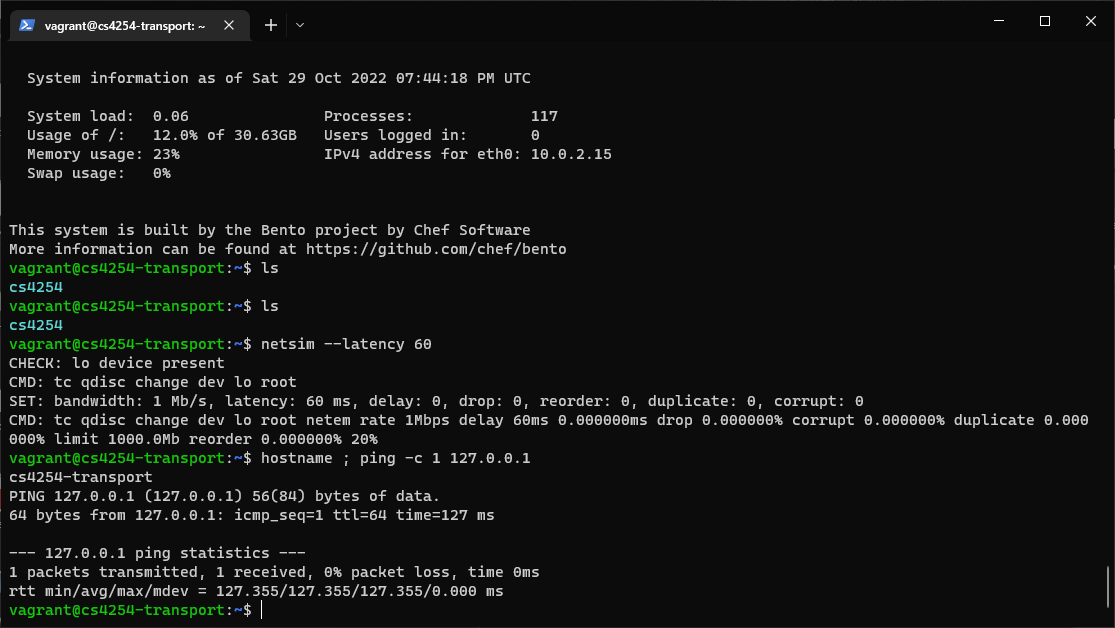 vagrant@cs4254-transport: ~
System information as of Sat 29 Oct 2022 07:44:18 PM UTC
System load:  0.06               Processes:             117
Usage of /:   12.0% of 30.63GB   Users logged in:       0
Memory usage: 23%                IPv4 address for eth0: 10.0.2.15
Swap usage:   0%
This system is built by the Bento project by Chef Software
More information can be found at https://github.com/chef/bento
vagrant@cs4254-transport:~$ ls
cs4254
vagrant@cs4254-transport:~$ ls
cs4254
vagrant@cs4254-transport:~$ netsim --latency 60
CHECK: lo device present
CMD: tc qdisc change dev lo root
SET: bandwidth: 1 Mb/s, latency: 60 ms, delay: 0, drop: 0, reorder: 0, duplicate: 0, corrupt: 0
CMD: tc qdisc change dev lo root netem rate 1Mbps delay 60ms 0.000000ms drop 0.000000% corrupt 0.000000% duplicate 0.000
000% limit 1000.0Mb reorder 0.000000% 20%
vagrant@cs4254-transport:~$ hostname ; ping -c 1 127.0.0.1
cs4254-transport
PING 127.0.0.1 (127.0.0.1) 56(84) bytes of data.
64 bytes from 127.0.0.1: icmp_seq=1 ttl=64 time=127 ms
--- 127.0.0.1 ping statistics ---
1 packets transmitted, 1 received, 0% packet loss, time 0ms
rtt min/avg/max/mdev = 127.355/127.355/127.355/0.000 ms
vagrant@cs4254-transport:~$